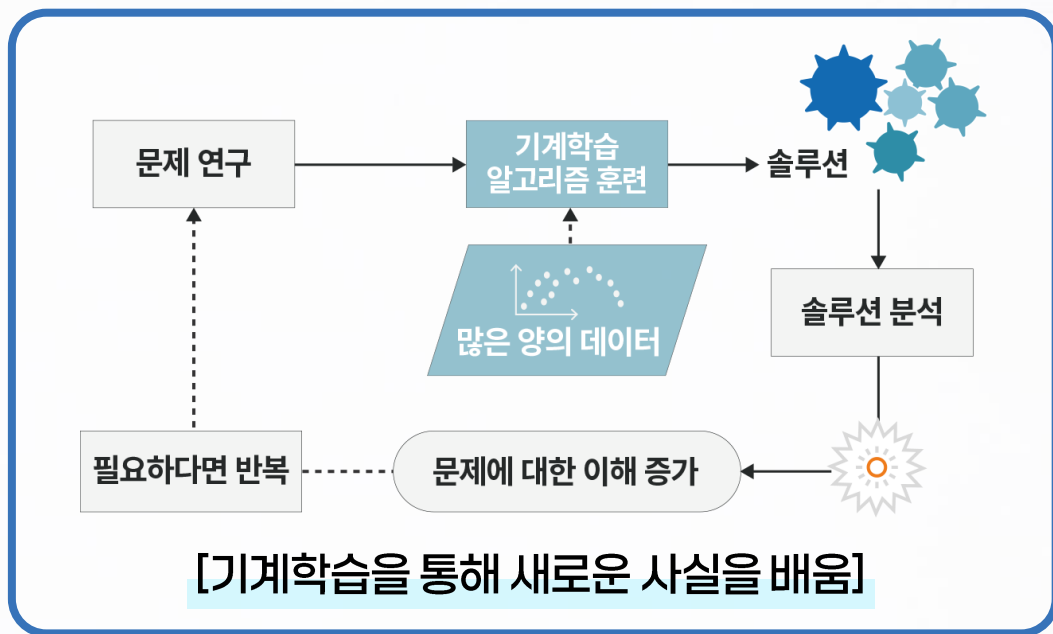 문제 연구
기계학습
알고리즘 훈련
솔루션
많은 양의 데이터
솔루션 분석
필요하다면 반복
문제에 대한 이해 증가
[기계학습을 통해 새로운 사실을 배움]